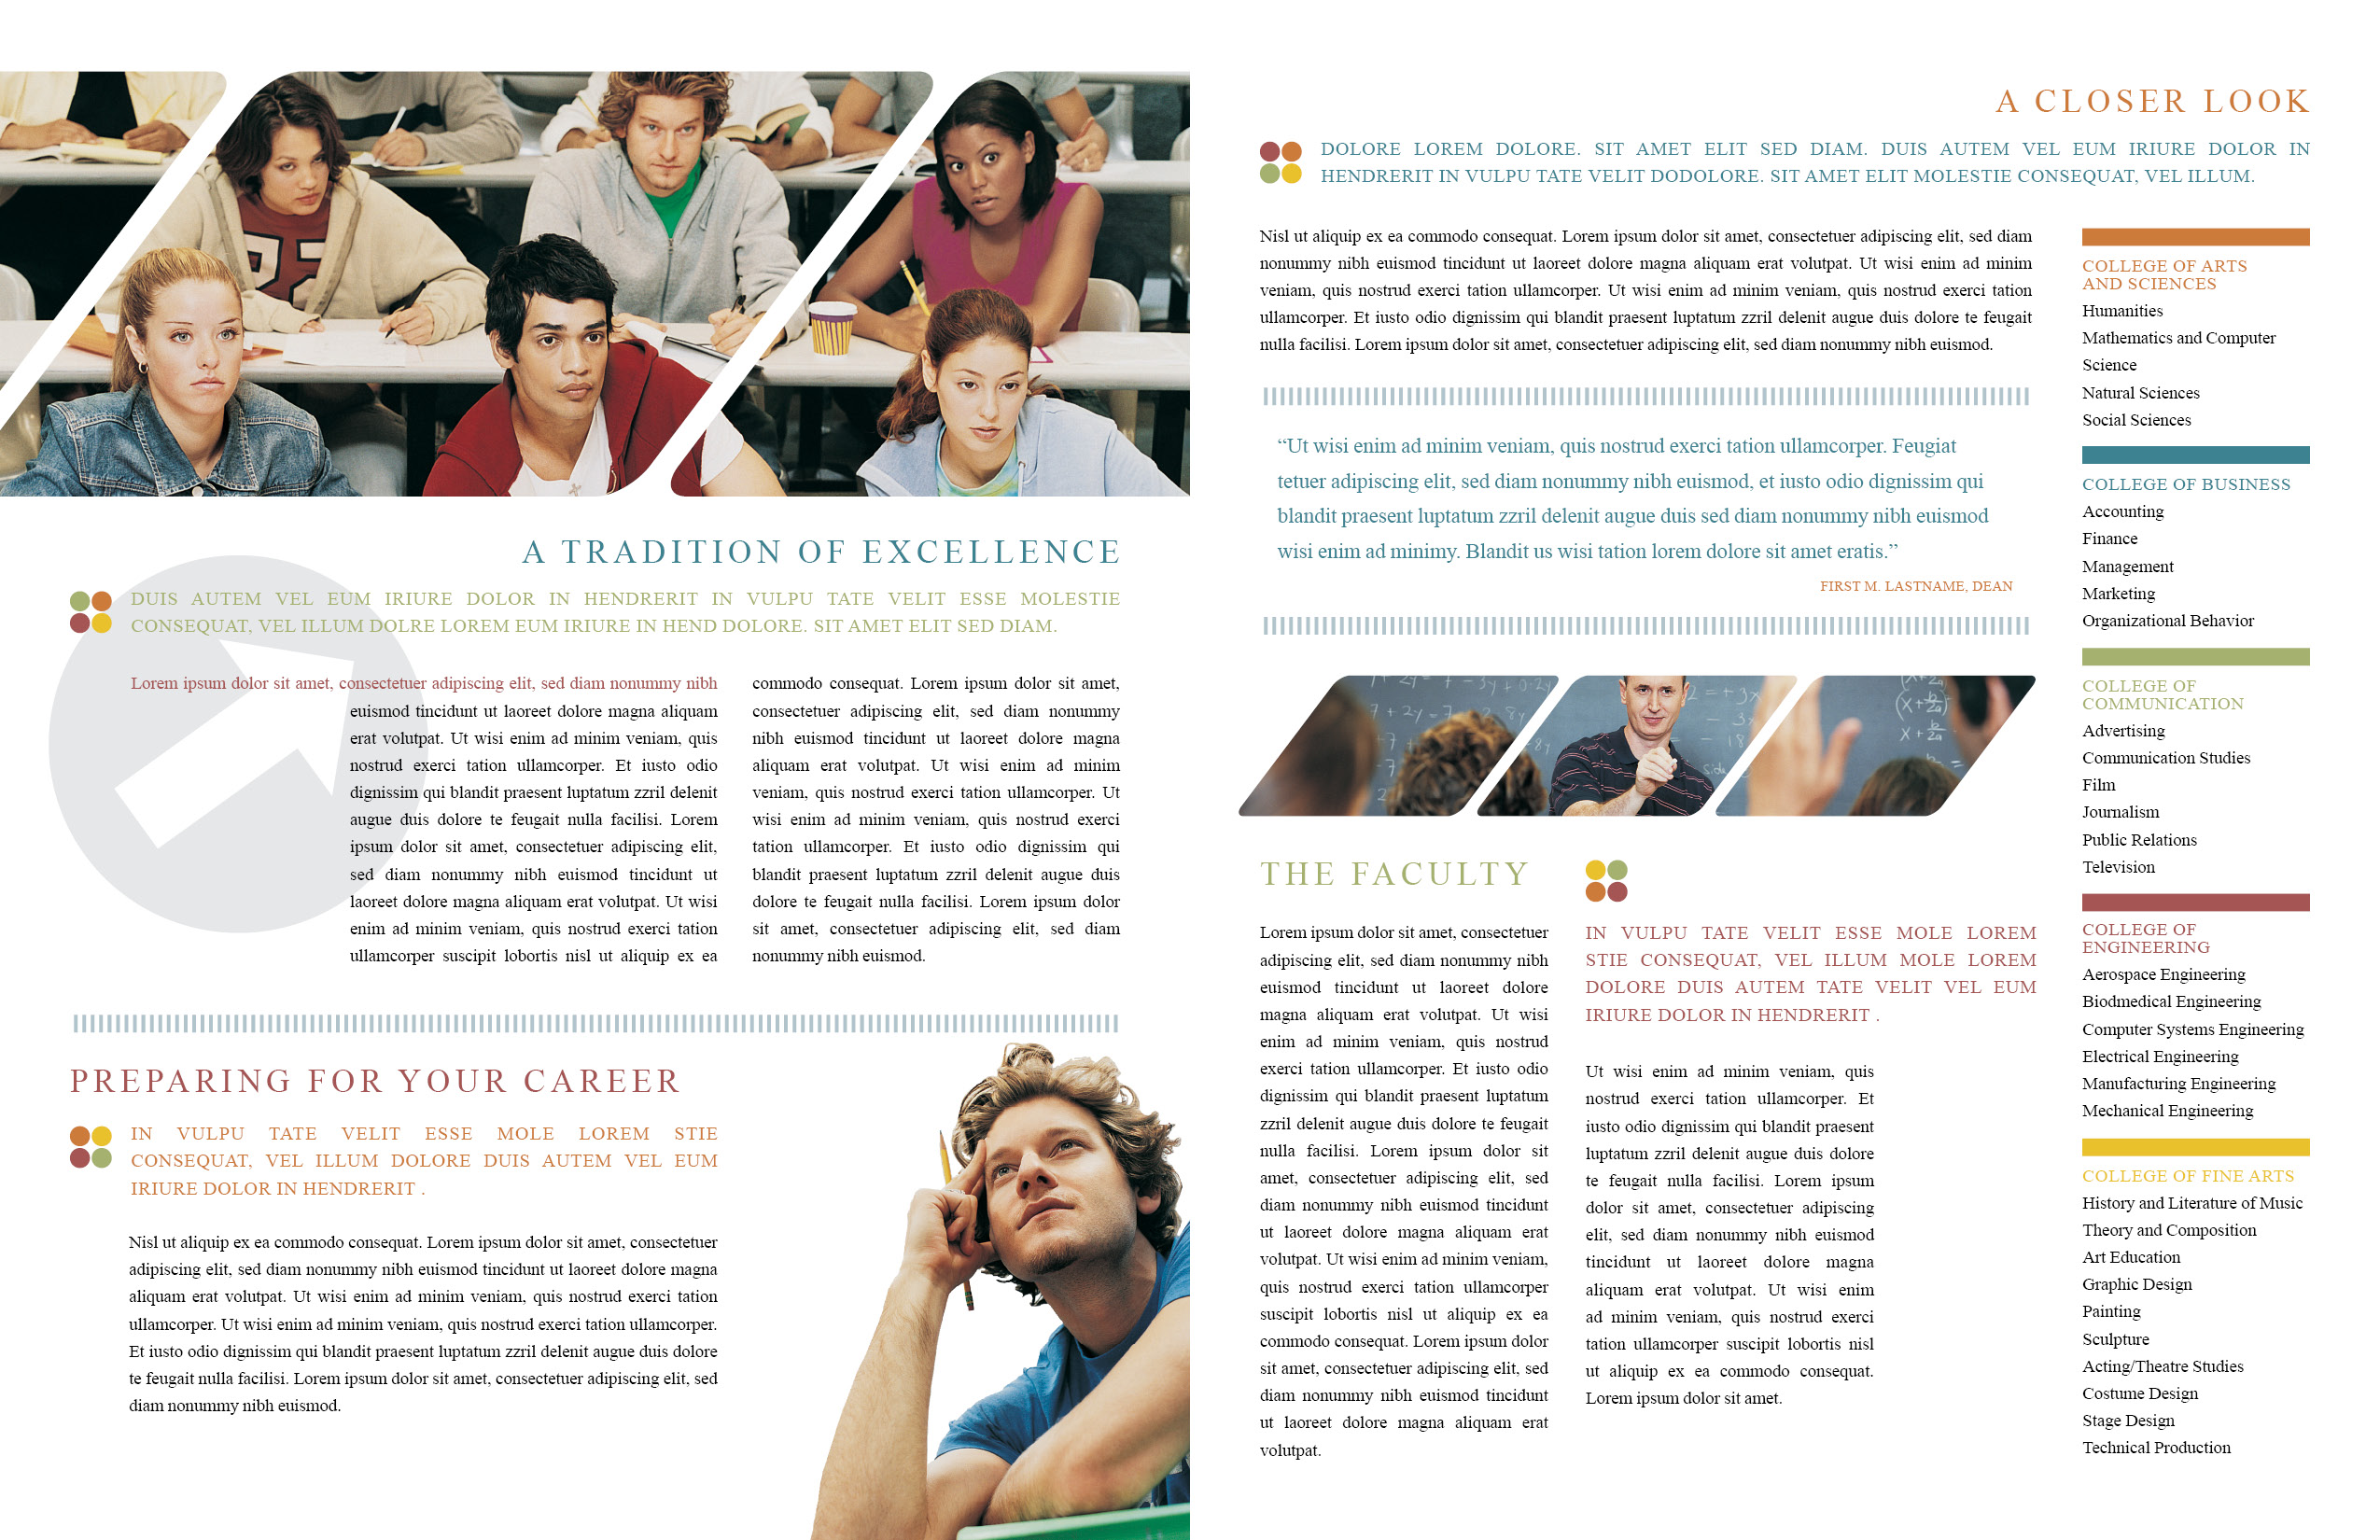 A TRADITION OF EXCELLENCE
DUIS AUTEM VEL EUM IRIURE DOLOR IN HENDRERIT IN VULPU TATE VELIT ESSE MOLESTIE
CONSEQUAT, VEL ILLUM DOLRE LOREM EUM IRIURE IN HEND DOLORE. SIT AMET ELIT SED DIAM.
Lorem ipsum dolor sit amet, consectetuer adipiscing elit, sed diam nonummy nibh
euismod tincidunt ut laoreet dolore magna aliquam
erat volutpat. Ut wisi enim ad minim veniam, quis
nostrud exerci tation ullamcorper. Et iusto odio
dignissim qui blandit praesent luptatum zzril delenit
augue duis dolore te feugait nulla facilisi. Lorem
ipsum dolor sit amet, consectetuer adipiscing elit,
sed diam nonummy nibh euismod tincidunt ut
laoreet dolore magna aliquam erat volutpat. Ut wisi
enim ad minim veniam, quis nostrud exerci tation
ullamcorper suscipit lobortis nisl ut aliquip ex ea
commodo consequat. Lorem ipsum dolor sit amet,
consectetuer adipiscing elit, sed diam nonummy
nibh euismod tincidunt ut laoreet dolore magna
aliquam erat volutpat. Ut wisi enim ad minim
veniam, quis nostrud exerci tation ullamcorper. Ut
wisi enim ad minim veniam, quis nostrud exerci
tation ullamcorper. Et iusto odio dignissim qui
blandit praesent luptatum zzril delenit augue duis
dolore te feugait nulla facilisi. Lorem ipsum dolor
sit amet, consectetuer adipiscing elit, sed diam
nonummy nibh euismod.
PREPARING FOR YOUR CAREER
IN VULPU TATE VELIT ESSE MOLE LOREM STIE
CONSEQUAT, VEL ILLUM DOLORE DUIS AUTEM VEL EUM
IRIURE DOLOR IN HENDRERIT .
Nisl ut aliquip ex ea commodo consequat. Lorem ipsum dolor sit amet, consectetuer
adipiscing elit, sed diam nonummy nibh euismod tincidunt ut laoreet dolore magna
aliquam erat volutpat. Ut wisi enim ad minim veniam, quis nostrud exerci tation
ullamcorper. Ut wisi enim ad minim veniam, quis nostrud exerci tation ullamcorper.
Et iusto odio dignissim qui blandit praesent luptatum zzril delenit augue duis dolore
te feugait nulla facilisi. Lorem ipsum dolor sit amet, consectetuer adipiscing elit, sed
diam nonummy nibh euismod.
A CLOSER LOOK
DOLORE LOREM DOLORE. SIT AMET ELIT SED DIAM. DUIS AUTEM VEL EUM IRIURE DOLOR IN
HENDRERIT IN VULPU TATE VELIT DODOLORE. SIT AMET ELIT MOLESTIE CONSEQUAT, VEL ILLUM.
Nisl ut aliquip ex ea commodo consequat. Lorem ipsum dolor sit amet, consectetuer adipiscing elit, sed diam
nonummy nibh euismod tincidunt ut laoreet dolore magna aliquam erat volutpat. Ut wisi enim ad minim
veniam, quis nostrud exerci tation ullamcorper. Ut wisi enim ad minim veniam, quis nostrud exerci tation
ullamcorper. Et iusto odio dignissim qui blandit praesent luptatum zzril delenit augue duis dolore te feugait
nulla facilisi. Lorem ipsum dolor sit amet, consectetuer adipiscing elit, sed diam nonummy nibh euismod.
“Ut wisi enim ad minim veniam, quis nostrud exerci tation ullamcorper. Feugiat
tetuer adipiscing elit, sed diam nonummy nibh euismod, et iusto odio dignissim qui
blandit praesent luptatum zzril delenit augue duis sed diam nonummy nibh euismod
wisi enim ad minimy. Blandit us wisi tation lorem dolore sit amet eratis.”
FIRST M. LASTNAME, DEAN
THE FACULTY
Lorem ipsum dolor sit amet, consectetuer
adipiscing elit, sed diam nonummy nibh
euismod tincidunt ut laoreet dolore
magna aliquam erat volutpat. Ut wisi
enim ad minim veniam, quis nostrud
exerci tation ullamcorper. Et iusto odio
dignissim qui blandit praesent luptatum
zzril delenit augue duis dolore te feugait
nulla facilisi. Lorem ipsum dolor sit
amet, consectetuer adipiscing elit, sed
diam nonummy nibh euismod tincidunt
ut laoreet dolore magna aliquam erat
volutpat. Ut wisi enim ad minim veniam,
quis nostrud exerci tation ullamcorper
suscipit lobortis nisl ut aliquip ex ea
commodo consequat. Lorem ipsum dolor
sit amet, consectetuer adipiscing elit, sed
diam nonummy nibh euismod tincidunt
ut laoreet dolore magna aliquam erat
volutpat.
IN VULPU TATE VELIT ESSE MOLE LOREM
STIE CONSEQUAT, VEL ILLUM MOLE LOREM
DOLORE DUIS AUTEM TATE VELIT VEL EUM
IRIURE DOLOR IN HENDRERIT .
Ut wisi enim ad minim veniam, quis
nostrud exerci tation ullamcorper. Et
iusto odio dignissim qui blandit praesent
luptatum zzril delenit augue duis dolore
te feugait nulla facilisi. Lorem ipsum
dolor sit amet, consectetuer adipiscing
elit, sed diam nonummy nibh euismod
tincidunt ut laoreet dolore magna
aliquam erat volutpat. Ut wisi enim
ad minim veniam, quis nostrud exerci
tation ullamcorper suscipit lobortis nisl
ut aliquip ex ea commodo consequat.
Lorem ipsum dolor sit amet.
COLLEGE OF ARTS
AND SCIENCES
Humanities
Mathematics and Computer
Science
Natural Sciences
Social Sciences
COLLEGE OF BUSINESS
Accounting
Finance
Management
Marketing
Organizational Behavior
COLLEGE OF
COMMUNICATION
Advertising
Communication Studies
Film
Journalism
Public Relations
Television
COLLEGE OF
ENGINEERING
Aerospace Engineering
Biodmedical Engineering
Computer Systems Engineering
Electrical Engineering
Manufacturing Engineering
Mechanical Engineering
COLLEGE OF FINE ARTS
History and Literature of Music
Theory and Composition
Art Education
Graphic Design
Painting
Sculpture
Acting/Theatre Studies
Costume Design
Stage Design
Technical Production